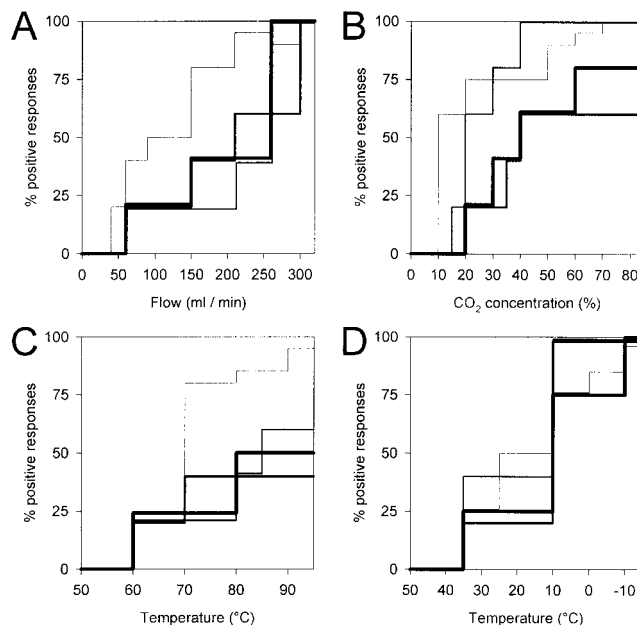 A
% positive responses
100
75
50
25
0
0 50 100 150 200 250 300
Flow (ml / min)
B
% positive responses
100
75
50
25
0
0 10 20 30 40 50 60 70 80
CO₂ concentration (%)
C
% positive responses
100
75
50
25
0
50 60 70 80 90
Temperature (°C)
D
% positive responses
100
75
50
25
0
50 40 30 20 10 0 -10
Temperature (°C)